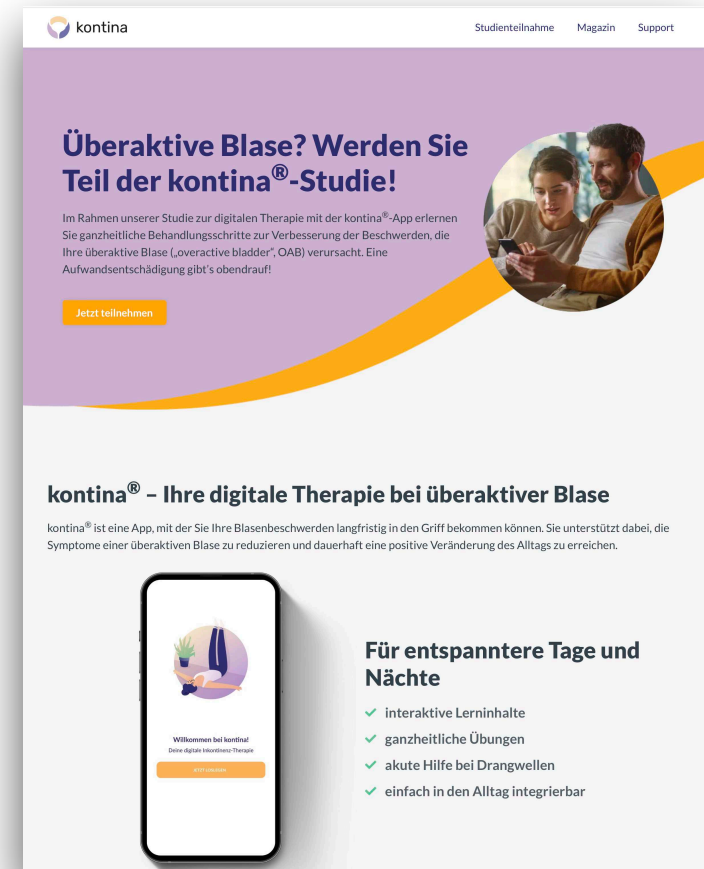 kontina
Studienteilnahme Magazin Support
Überaktive Blase? Werden Sie
Teil der kontina®-Studie!
Im Rahmen unserer Studie zur digitalen Therapie mit der kontina®-App erlernen
Sie ganzheitliche Behandlungsschritte zur Verbesserung der Beschwerden, die
Ihre überaktive Blase („overactive bladder“, OAB) verursacht. Eine
Aufwandsentschädigung gibt's obendrauf!
Jetzt teilnehmen
kontina® – Ihre digitale Therapie bei überaktiver Blase
kontina® ist eine App, mit der Sie Ihre Blasenbeschwerden langfristig in den Griff bekommen können. Sie unterstützt dabei, die
Symptome einer überaktiven Blase zu reduzieren und dauerhaft eine positive Veränderung des Alltags zu erreichen.
Willkommen bei kontina!
Deine digitale Inkontinenz-Therapie
Für entspanntere Tage und
Nächte
interaktive Lerninhalte
ganzheitliche Übungen
akute Hilfe bei Drangwellen
einfach in den Alltag integrierbar